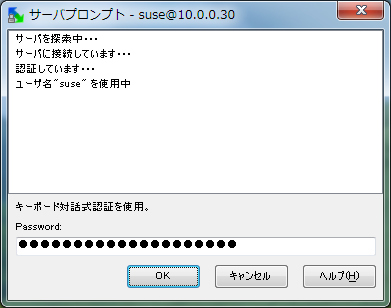 サーバプロンプト - suse@10.0.0.30
サーバを探索中・・・
サーバに接続しています・・・
認証しています・・・
ユーザ名"suse"を使用中
キーボード対話式認証を使用。
Password:
●●●●●●●●●●●●●●●●●●●●
OK キャンセル ヘルプ(H)